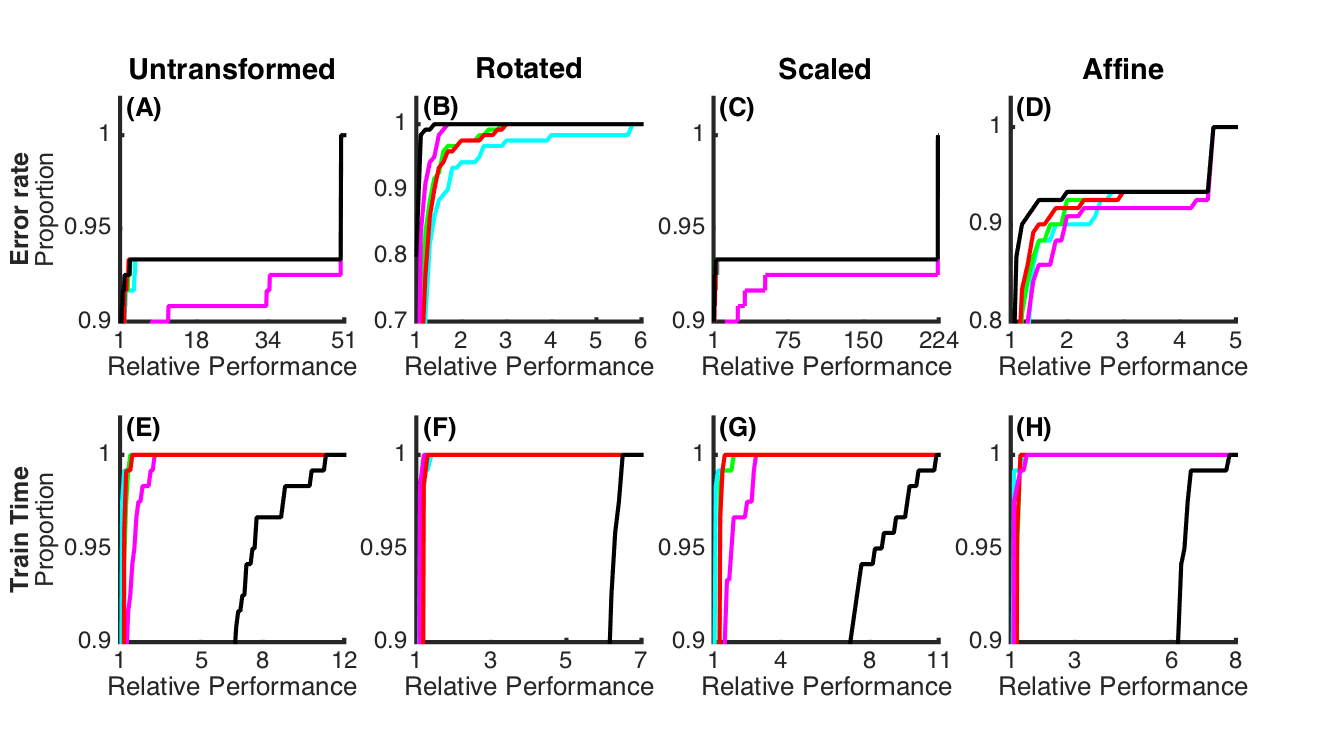 Untransformed Rotated Scaled Affine
(A) (B) (C) (D)
Error rate
Proportion
1 0.95 0.9
1 0.9 0.8 0.7
1 0.95 0.9
1 0.9 0.8
1 18 34 51
1 2 3 4 5 6
1 75 150 224
1 2 3 4 5
Relative Performance Relative Performance Relative Performance Relative Performance
(E) (F) (G) (H)
Train Time
Proportion
1 0.95 0.9
1 0.95 0.9
1 0.95 0.9
1 0.95 0.9
1 5 8 12
1 3 5 7
1 4 8 11
1 3 6 8
Relative Performance Relative Performance Relative Performance Relative Performance